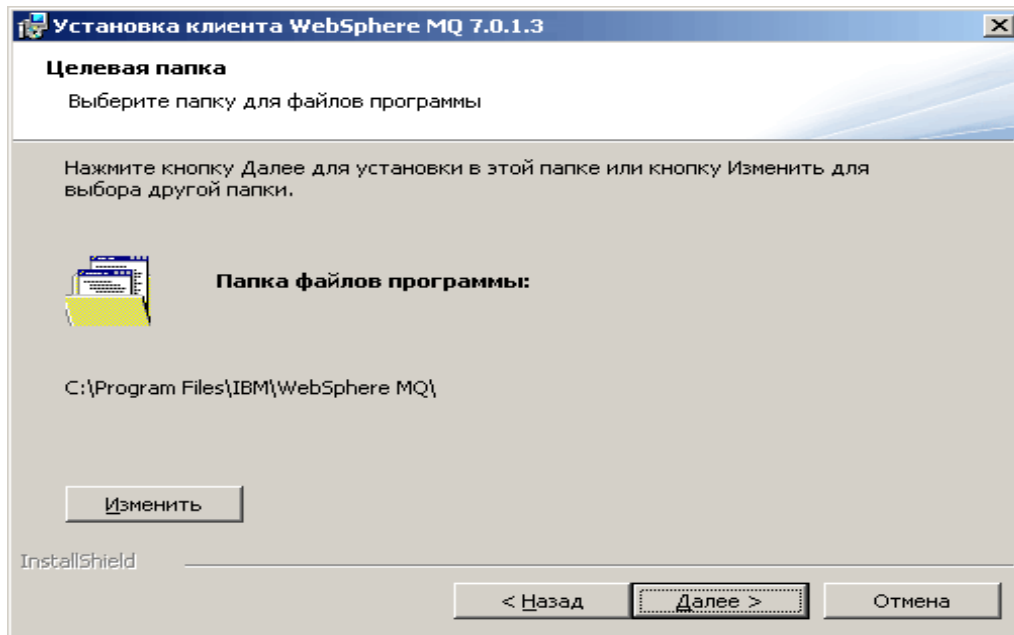 Установка клиента WebSphere MQ 7.0.1.3
Целевая папка
Выберите папку для файлов программы
Нажмите кнопку Далее для установки в этой папке или кнопку Изменить для
выбора другой папки.
Папка файлов программы:
C:\Program Files\IBM\WebSphere MQ\
Изменить
InstallShield
< Назад
Далее >
Отмена